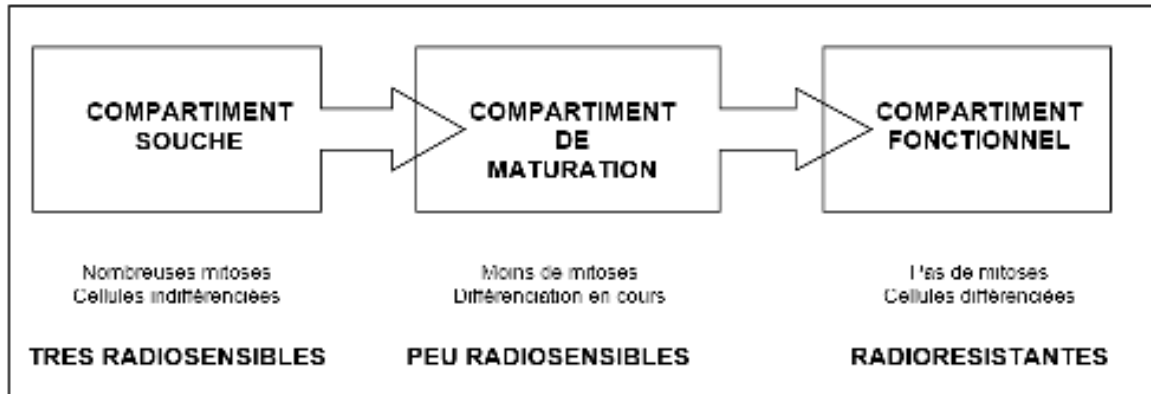 COMPARTIMENT
SOUCHE
COMPARTIMENT
DE
MATURATION
COMPARTIMENT
FONCTIONNEL
Nombreuses mitoses
Cellules indifférenciées
Moins de mitoses
Différenciation en cours
Pas de mitoses
Cellules différenciées
TRES RADIOSENSIBLES
PEU RADIOSENSIBLES
RADIORESISTANTES